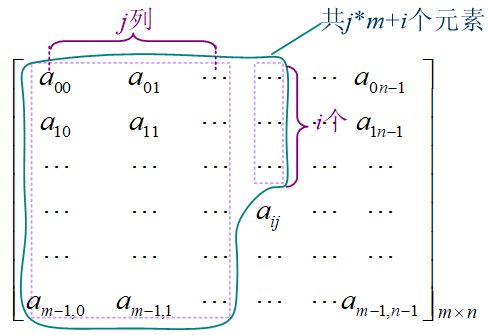 j列 共j*m+i个元素
a₀₀ a₀₁ ··· ··· ··· a₀ₙ₋₁
i个
a₁₀ a₁₁ ··· ··· ··· a₁ₙ₋₁
··· ··· ··· ··· ··· ···
··· ··· ··· aᵢⱼ ··· ···
··· ··· ··· ··· ··· ···
aₘ₋₁,₀ aₘ₋₁,₁ ··· ··· ··· aₘ₋₁,ₙ₋₁ m×n